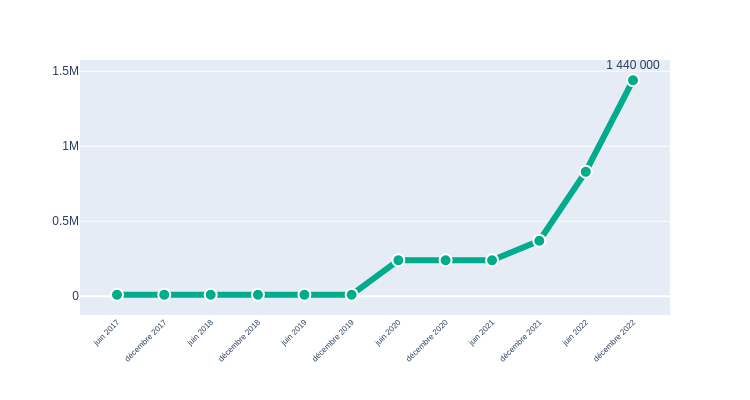 1 440 000
1.5M
1M
0.5M
0
juin 2017
décembre 2017
juin 2018
décembre 2018
juin 2019
décembre 2019
juin 2020
décembre 2020
juin 2021
décembre 2021
juin 2022
décembre 2022